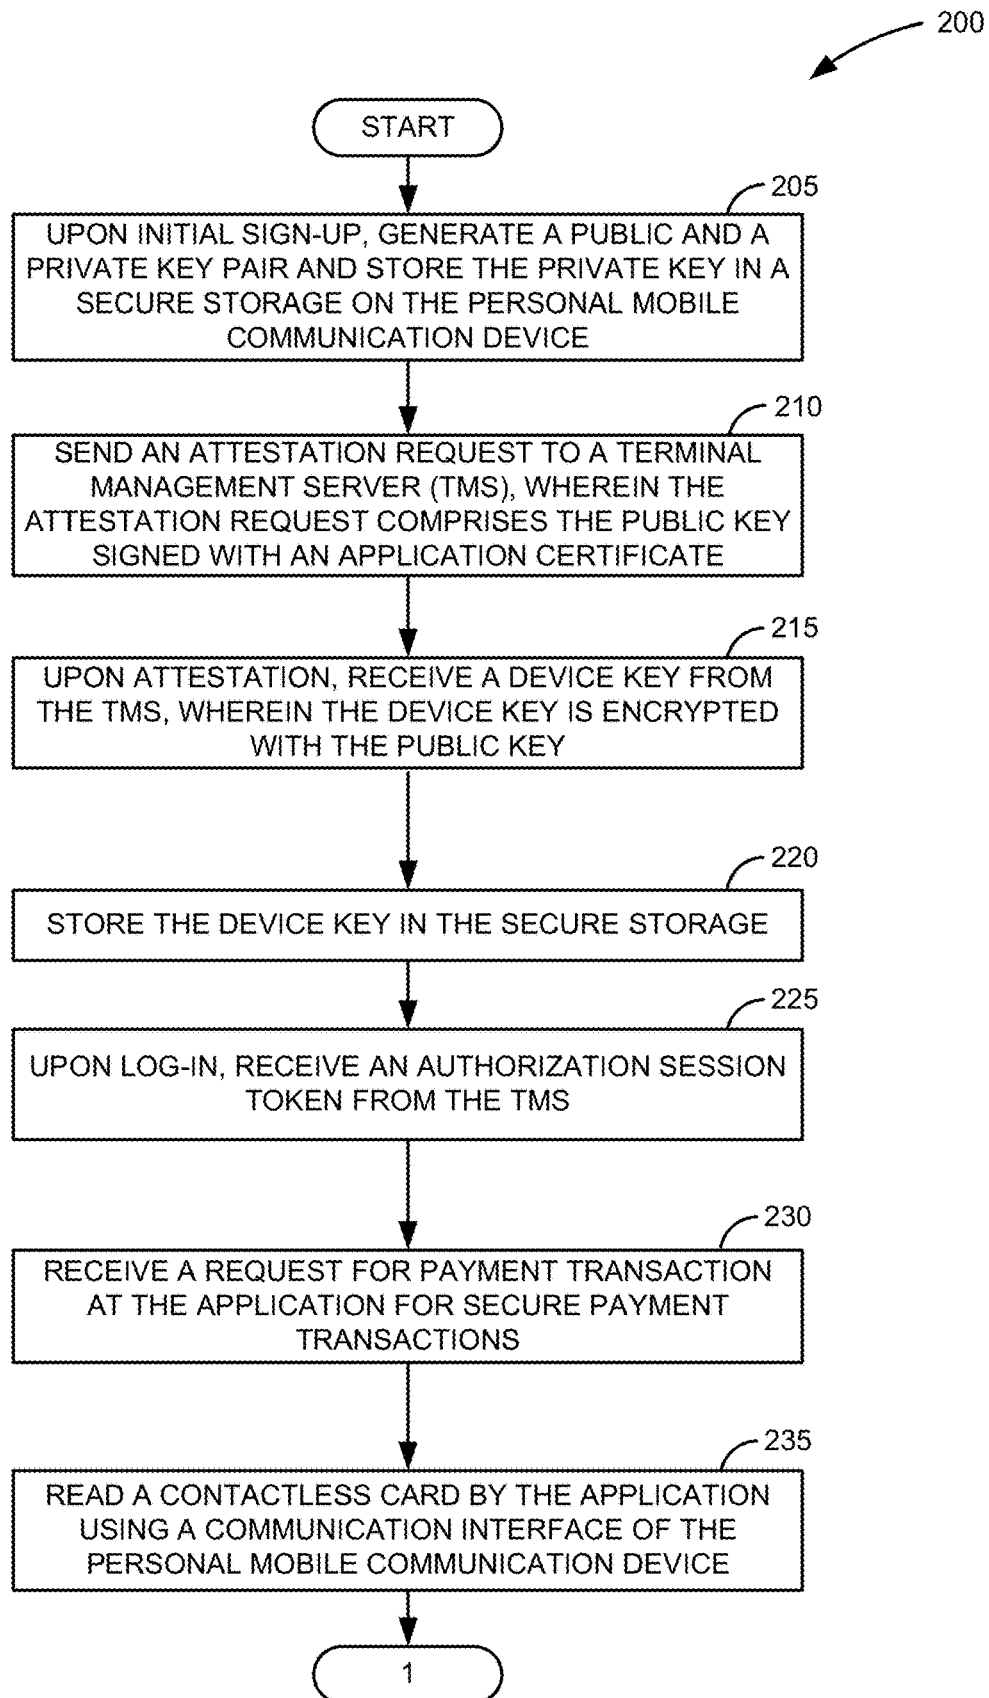 200
START
205
UPON INITIAL SIGN-UP, GENERATE A PUBLIC AND A
PRIVATE KEY PAIR AND STORE THE PRIVATE KEY IN A
SECURE STORAGE ON THE PERSONAL MOBILE
COMMUNICATION DEVICE
210
SEND AN ATTESTATION REQUEST TO A TERMINAL
MANAGEMENT SERVER (TMS), WHEREIN THE
ATTESTATION REQUEST COMPRISES THE PUBLIC KEY
SIGNED WITH AN APPLICATION CERTIFICATE
215
UPON ATTESTATION, RECEIVE A DEVICE KEY FROM
THE TMS, WHEREIN THE DEVICE KEY IS ENCRYPTED
WITH THE PUBLIC KEY
220
STORE THE DEVICE KEY IN THE SECURE STORAGE
225
UPON LOG-IN, RECEIVE AN AUTHORIZATION SESSION
TOKEN FROM THE TMS
230
RECEIVE A REQUEST FOR PAYMENT TRANSACTION
AT THE APPLICATION FOR SECURE PAYMENT
TRANSACTIONS
235
READ A CONTACTLESS CARD BY THE APPLICATION
USING A COMMUNICATION INTERFACE OF THE
PERSONAL MOBILE COMMUNICATION DEVICE
1